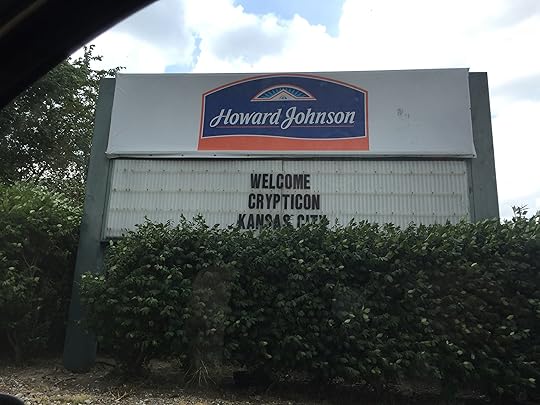 Howard Johnson
WELCOME
CRYPTICON
KANSAS CITY